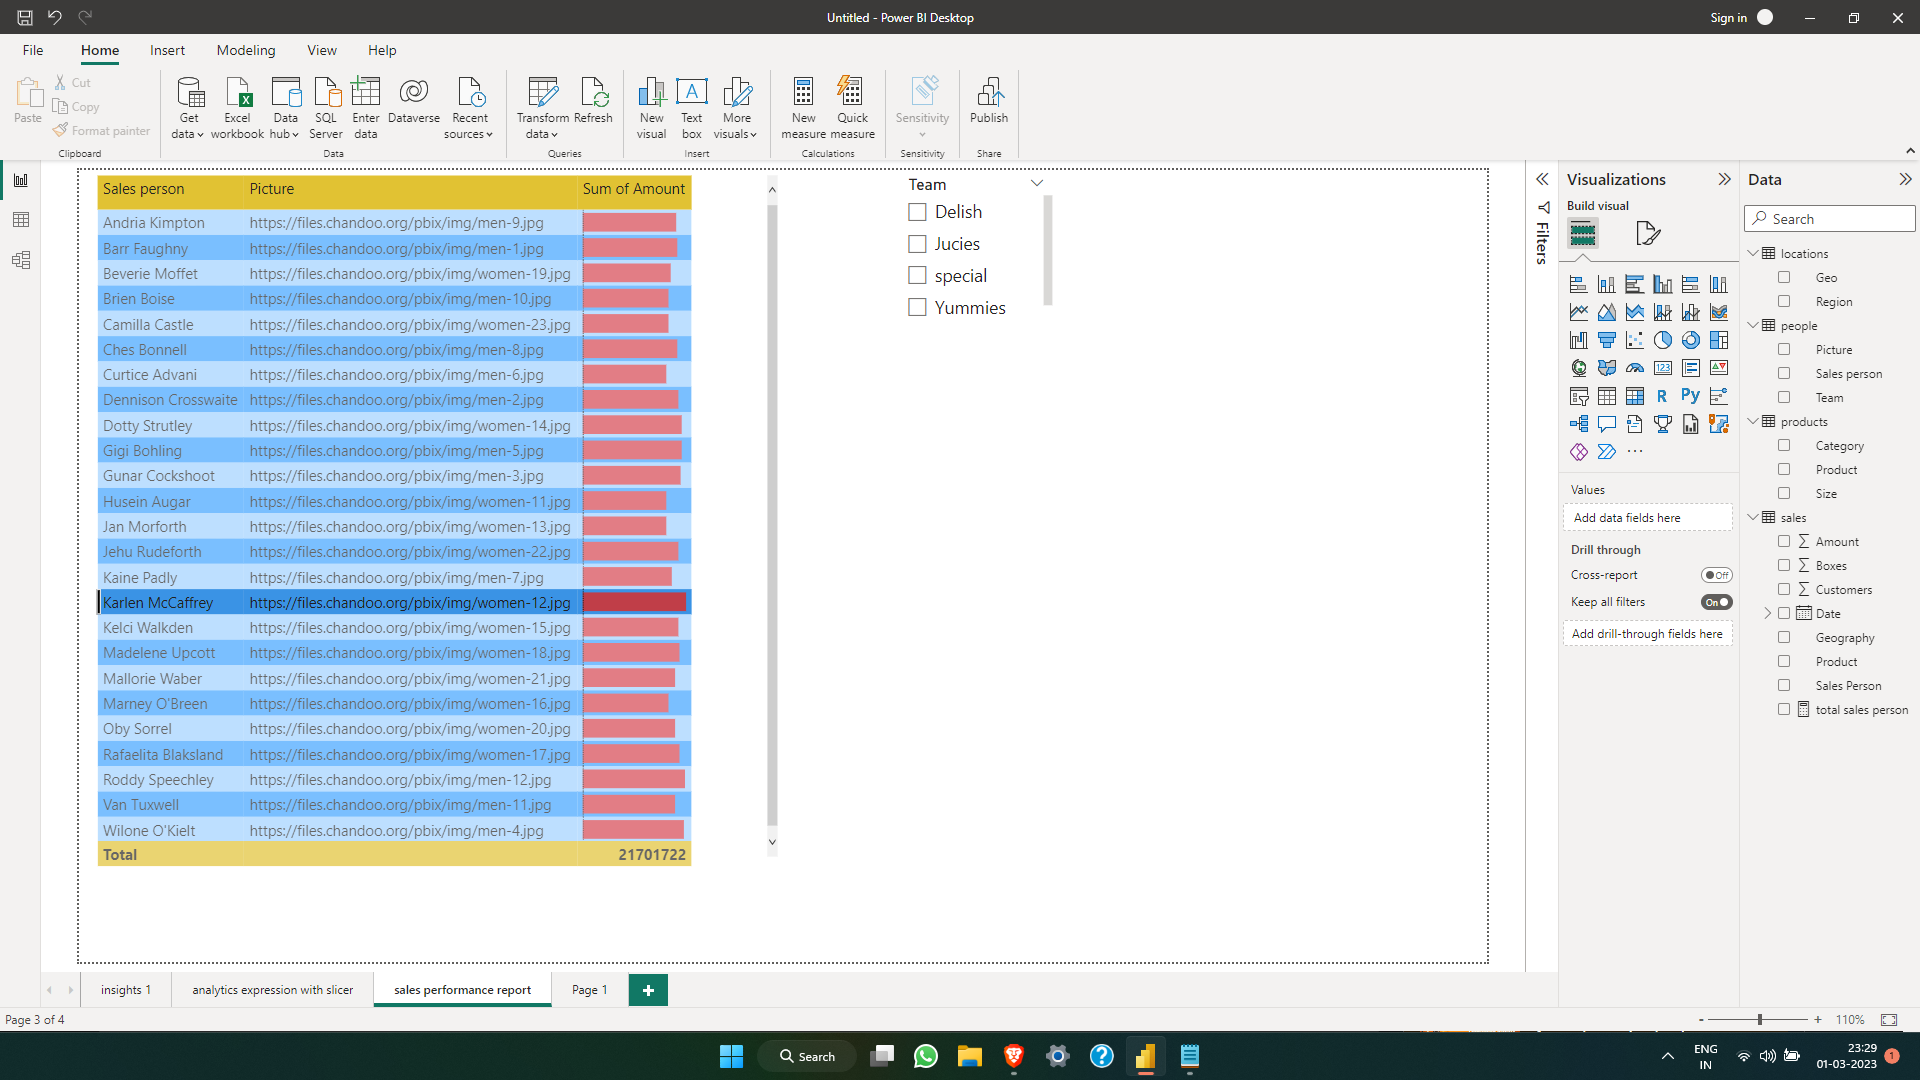 Untitled - Power BI Desktop
Sign in
File Home Insert Modeling View Help
Paste
Cut
Copy
Format painter
Clipboard
Get data
Excel workbook
Data hub
SQL Server
Enter data
Dataverse
Recent sources
Data
Transform data
Refresh
Queries
New visual
Text box
More visuals
Insert
New measure
Quick measure
Calculations
Sensitivity
Sensitivity
Publish
Share
Sales person Picture Sum of Amount
Andria Kimpton https://files.chandoo.org/pbix/img/men-9.jpg
Barr Faughny https://files.chandoo.org/pbix/img/men-1.jpg
Beverie Moffet https://files.chandoo.org/pbix/img/women-19.jpg
Brien Boise https://files.chandoo.org/pbix/img/men-10.jpg
Camilla Castle https://files.chandoo.org/pbix/img/women-23.jpg
Ches Bonnell https://files.chandoo.org/pbix/img/men-8.jpg
Curtice Advani https://files.chandoo.org/pbix/img/men-6.jpg
Dennison Crosswaite https://files.chandoo.org/pbix/img/men-2.jpg
Dotty Strutley https://files.chandoo.org/pbix/img/women-14.jpg
Gigi Bohling https://files.chandoo.org/pbix/img/men-5.jpg
Gunar Cockshoot https://files.chandoo.org/pbix/img/men-3.jpg
Husein Augar https://files.chandoo.org/pbix/img/women-11.jpg
Jan Morforth https://files.chandoo.org/pbix/img/women-13.jpg
Jehu Rudeforth https://files.chandoo.org/pbix/img/women-22.jpg
Kaine Padly https://files.chandoo.org/pbix/img/men-7.jpg
Karlen McCaffrey https://files.chandoo.org/pbix/img/women-12.jpg
Kelci Walkden https://files.chandoo.org/pbix/img/women-15.jpg
Madelene Upcott https://files.chandoo.org/pbix/img/women-18.jpg
Mallorie Waber https://files.chandoo.org/pbix/img/women-21.jpg
Marney O'Breen https://files.chandoo.org/pbix/img/women-16.jpg
Oby Sorrel https://files.chandoo.org/pbix/img/women-20.jpg
Rafaelita Blaksland https://files.chandoo.org/pbix/img/women-17.jpg
Roddy Speechley https://files.chandoo.org/pbix/img/men-12.jpg
Van Tuxwell https://files.chandoo.org/pbix/img/men-11.jpg
Wilone O'Kielt https://files.chandoo.org/pbix/img/men-4.jpg
Total 21701722
Team
Delish
Jucies
special
Yummies
Filters
Visualizations
Build visual
123
R
Py
Values
Add data fields here
Drill through
Cross-report Off
Keep all filters On
Add drill-through fields here
Data
Search
locations
Geo
Region
people
Picture
Sales person
Team
products
Category
Product
Size
sales
Amount
Boxes
Customers
Date
Geography
Product
Sales Person
total sales person
insights 1 analytics expression with slicer sales performance report Page 1 +
Page 3 of 4
- + 110%
Search
ENG
IN
23:29
01-03-2023
1